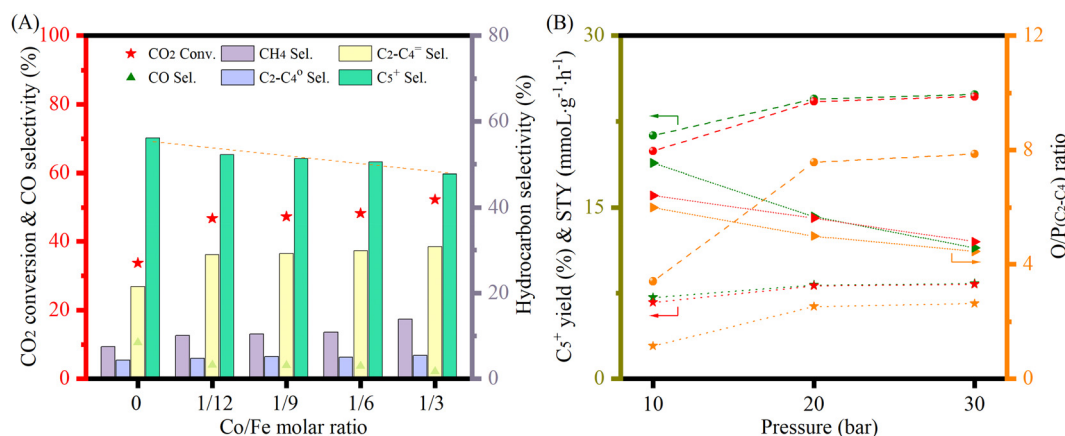 (A)
CO₂ conversion & CO selectivity (%)
100
80
60
40
20
0
CO₂ Conv.
CO Sel.
CH₄ Sel.
C₂-C₄º Sel.
C₂-C₄⁼ Sel.
C₅⁺ Sel.
0
1/12
1/9
1/6
1/3
Co/Fe molar ratio
80
60
40
20
0
Hydrocarbon selectivity (%)
(B)
C₅⁺ yield (%) & STY (mmoL·g⁻¹·h⁻¹)
30
15
0
10
20
30
Pressure (bar)
12
8
4
0
O/P(C₂-C₄) ratio